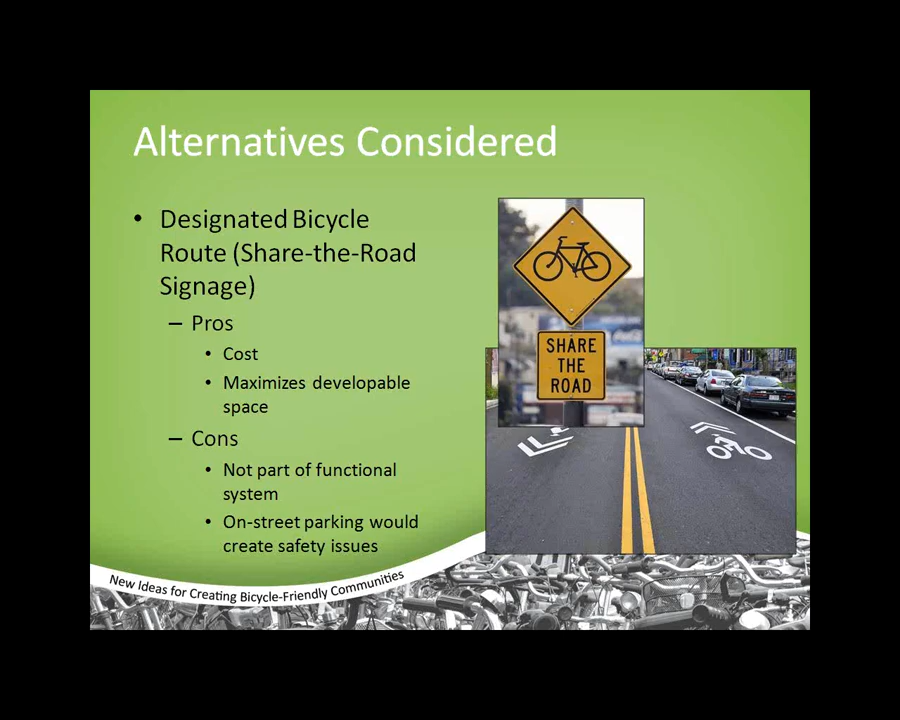 Alternatives Considered
• Designated Bicycle
Route (Share-the-Road
Signage)
– Pros
• Cost
• Maximizes developable
space
– Cons
• Not part of functional
system
• On-street parking would
create safety issues
SHARE
THE
ROAD
New Ideas for Creating Bicycle-Friendly Communities